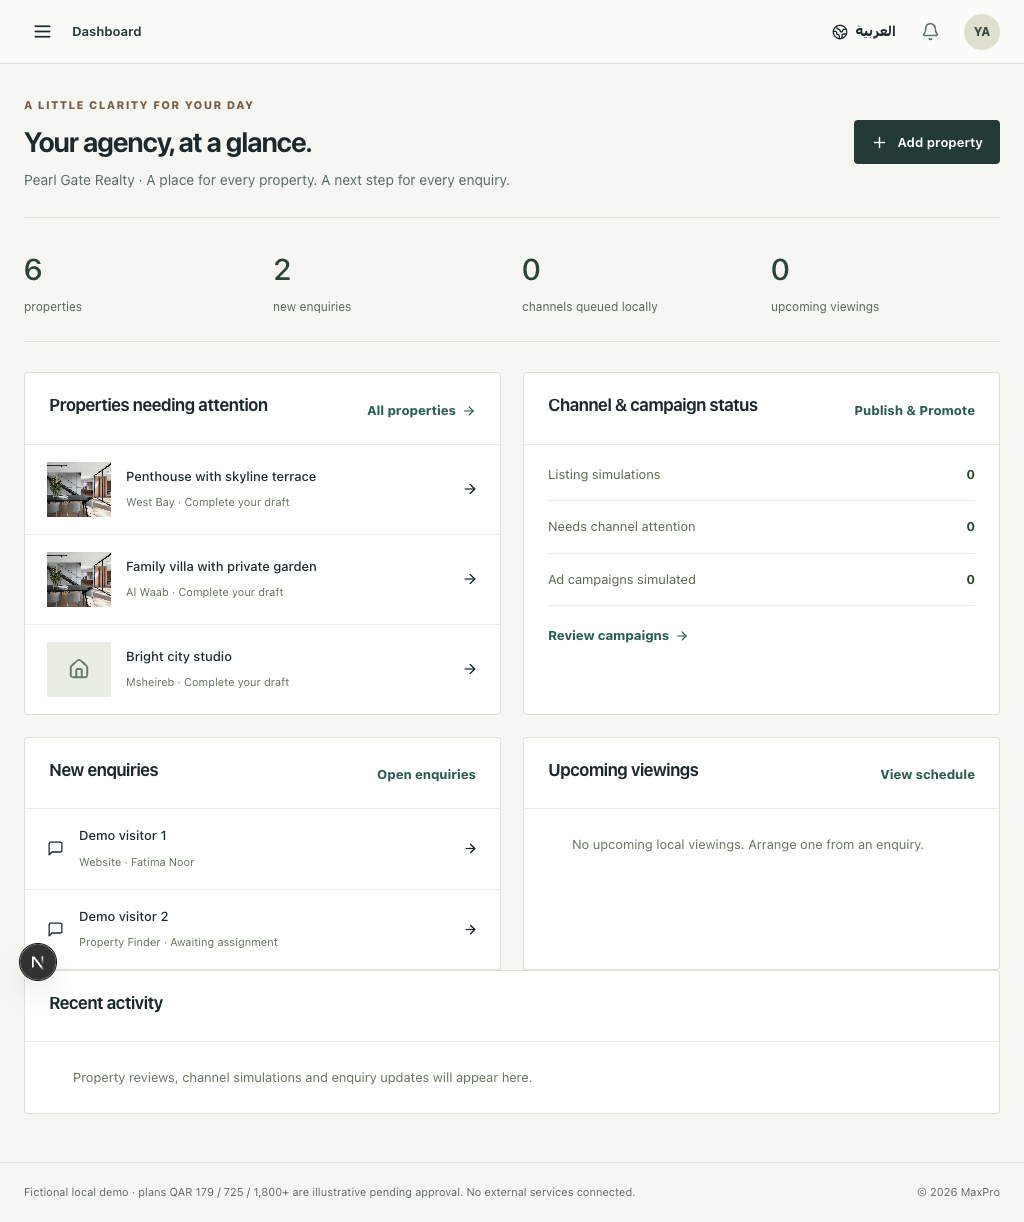 Dashboard
العربية
YA
A LITTLE CLARITY FOR YOUR DAY
Your agency, at a glance.
Add property
Pearl Gate Realty · A place for every property. A next step for every enquiry.
6
properties
2
new enquiries
0
channels queued locally
0
upcoming viewings
Properties needing attention
All properties →
Penthouse with skyline terrace
West Bay · Complete your draft
Family villa with private garden
Al Waab · Complete your draft
Bright city studio
Msheireb · Complete your draft
Channel & campaign status
Publish & Promote
Listing simulations 0
Needs channel attention 0
Ad campaigns simulated 0
Review campaigns →
New enquiries
Open enquiries
Demo visitor 1
Website · Fatima Noor
Demo visitor 2
Property Finder · Awaiting assignment
Upcoming viewings
View schedule
No upcoming local viewings. Arrange one from an enquiry.
N
Recent activity
Property reviews, channel simulations and enquiry updates will appear here.
Fictional local demo · plans QAR 179 / 725 / 1,800+ are illustrative pending approval. No external services connected.
© 2026 MaxPro